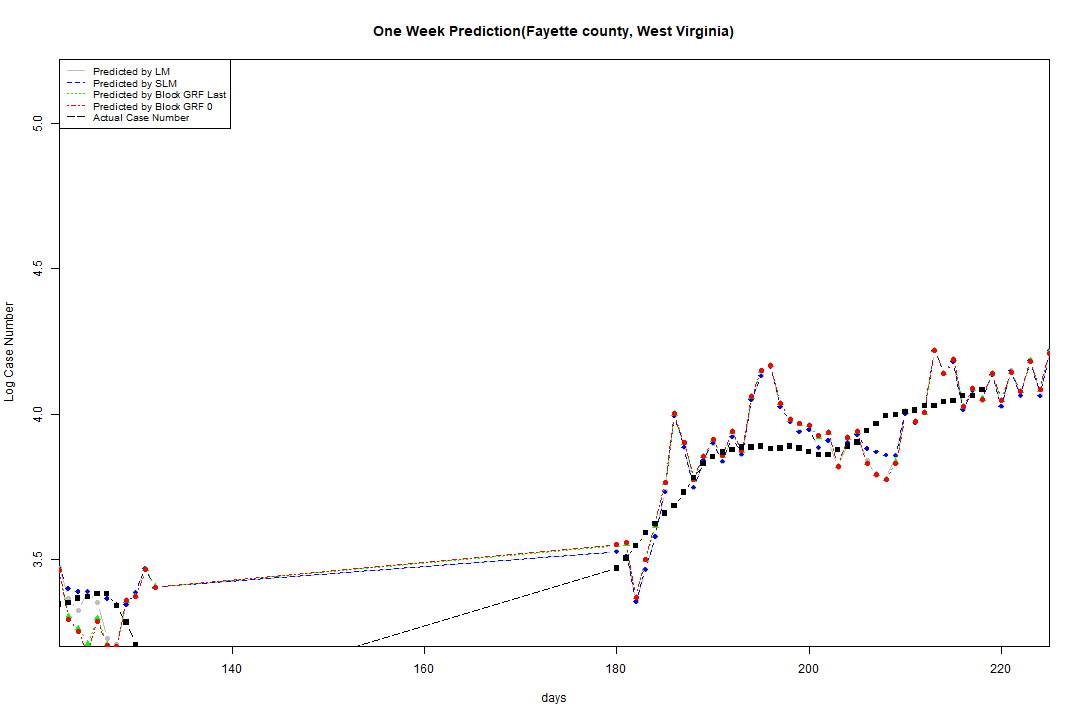 One Week Prediction(Fayette county, West Virginia)
Predicted by LM
Predicted by SLM
Predicted by Block GRF Last
Predicted by Block GRF 0
Actual Case Number
5.0
4.5
4.0
3.5
Log Case Number
140 160 180 200 220
days